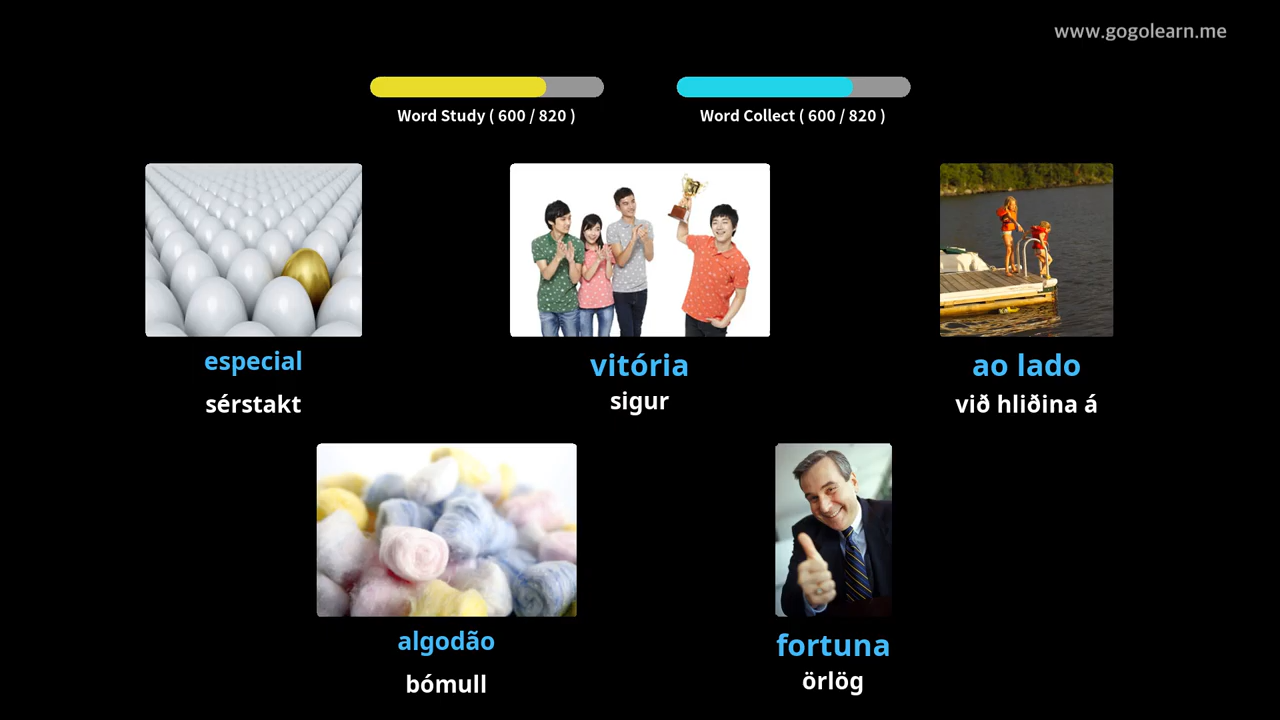 www.gogolearn.me
Word Study ( 600 / 820 )
Word Collect ( 600 / 820 )
especial
sérstakt
vitória
sigur
ao lado
við hliðina á
algodão
bómull
fortuna
örlög